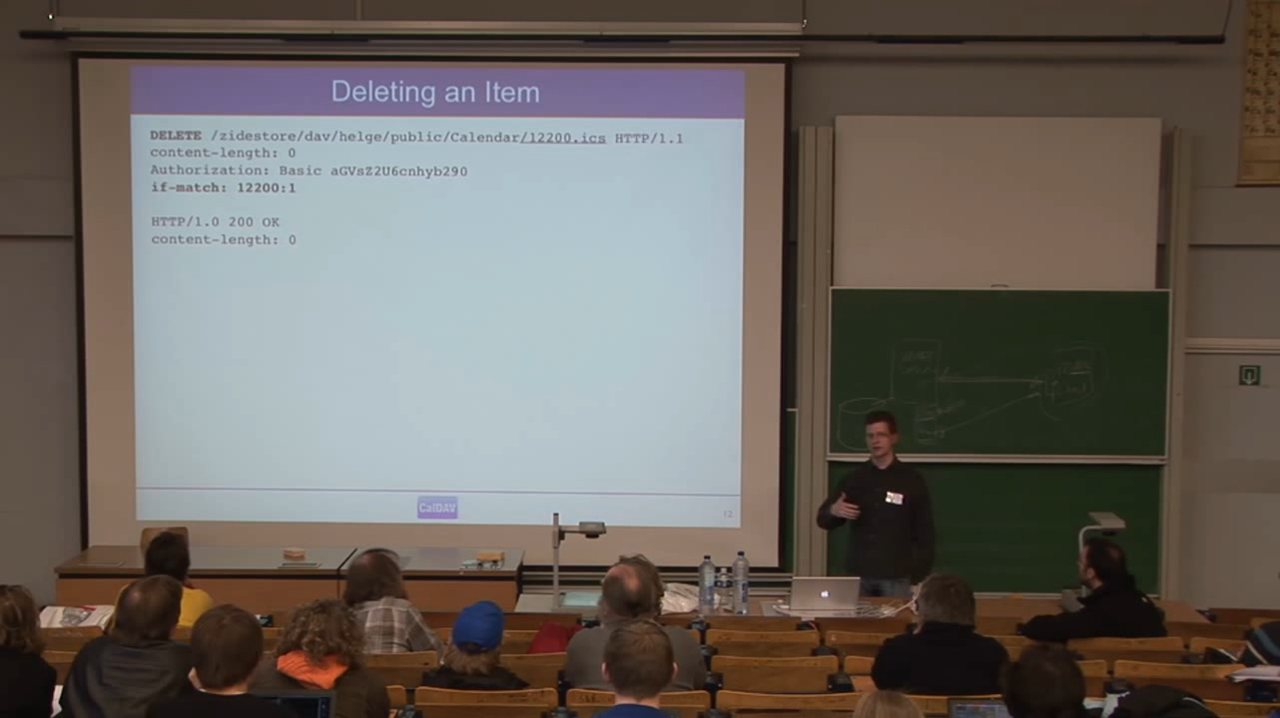 Deleting an Item
DELETE /zidestore/dav/helge/public/Calendar/12200.ics HTTP/1.1
content-length: 0
Authorization: Basic aGVsZ2U6cnhyb290
if-match: 12200:1
HTTP/1.0 200 OK
content-length: 0
CalDAV
12